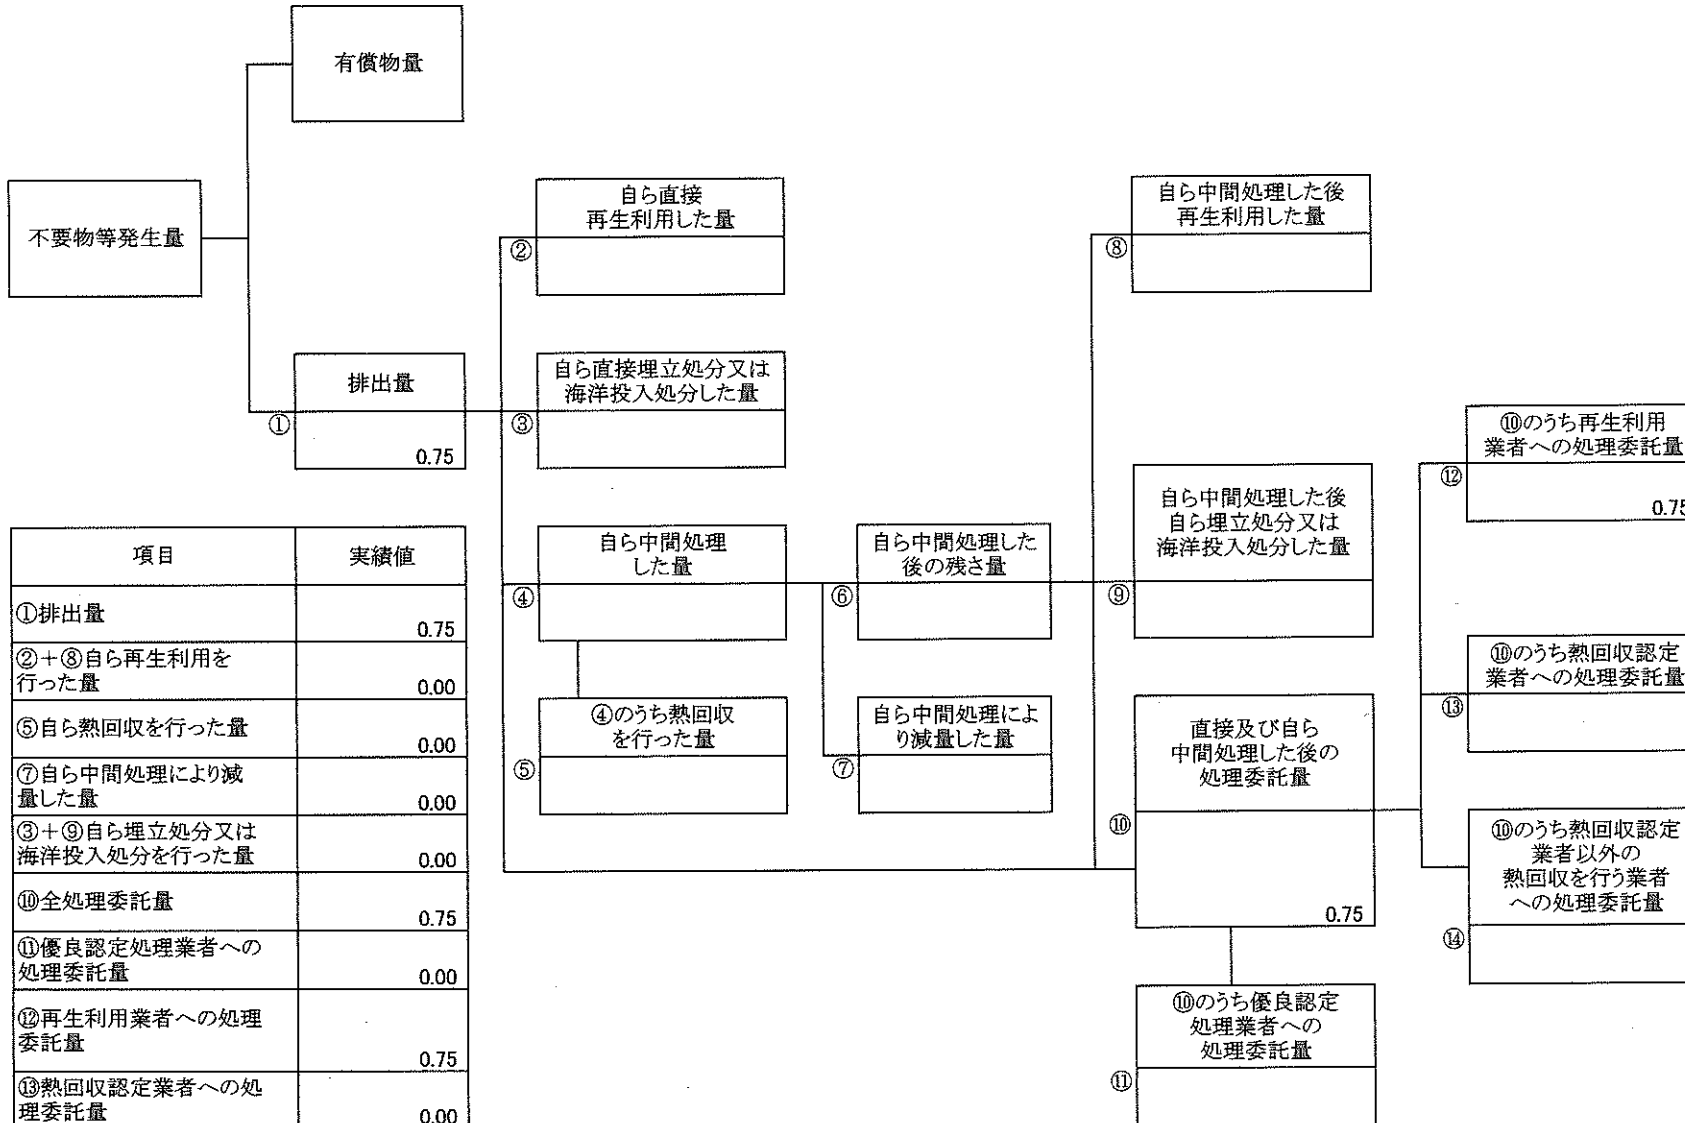 有償物量
不要物等発生量
自ら直接
再生利用した量
②
自ら中間処理した後
再生利用した量
⑧
排出量
①
0.75
自ら直接埋立処分又は
海洋投入処分した量
③
⑩のうち再生利用
業者への処理委託量
⑫
0.75
自ら中間処理
した量
④
自ら中間処理した
後の残さ量
⑥
自ら中間処理した後
自ら埋立処分又は
海洋投入処分した量
⑨
⑩のうち熱回収認定
業者への処理委託量
⑬
④のうち熱回収
を行った量
⑤
自ら中間処理によ
り減量した量
⑦
直接及び自ら
中間処理した後の
処理委託量
⑩
0.75
⑩のうち熱回収認定
業者以外の
熱回収を行う業者
への処理委託量
⑭
⑩のうち優良認定
処理業者への
処理委託量
⑪
項目 実績値
①排出量
0.75
②+⑧自ら再生利用を
行った量 0.00
⑤自ら熱回収を行った量
0.00
⑦自ら中間処理により減
量した量 0.00
③+⑨自ら埋立処分又は
海洋投入処分を行った量 0.00
⑩全処理委託量
0.75
⑪優良認定処理業者への
処理委託量 0.00
⑫再生利用業者への処理
委託量
0.75
⑬熱回収認定業者への処
理委託量 0.00